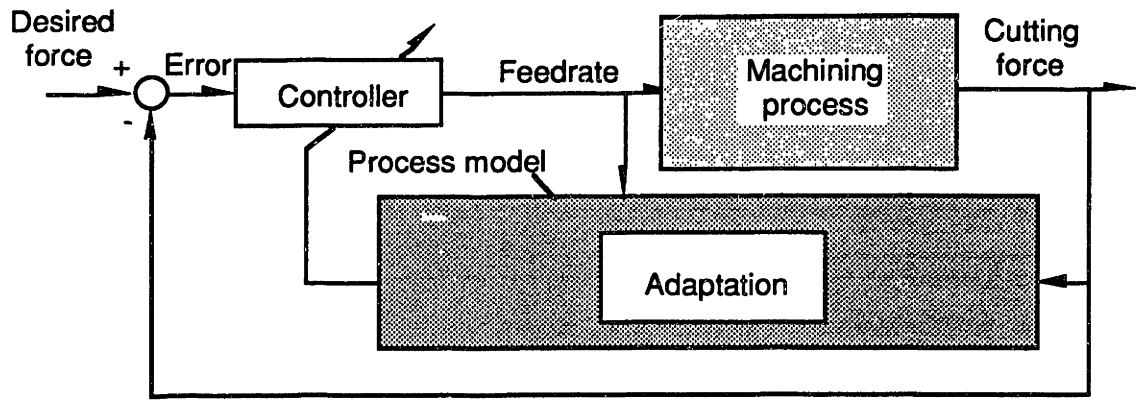 Desired
force
+
-
Error
Controller
Feedrate
Machining
process
Cutting
force
Process model
Adaptation